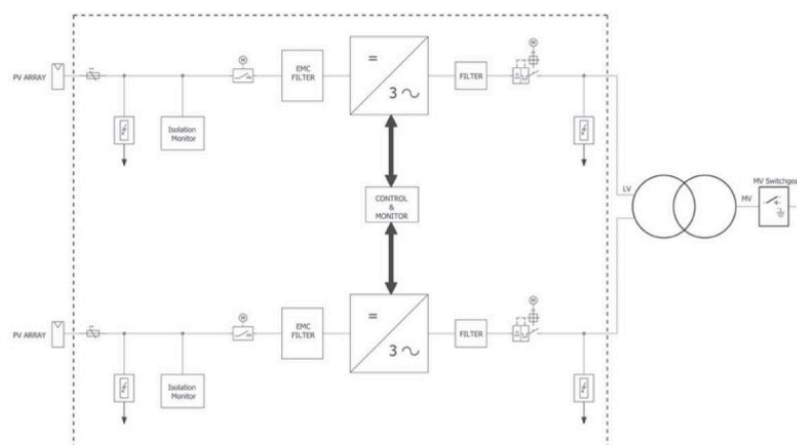 M
M
EMC
FILTER
=
3
FILTER
PV ARRAY
Isolation
Monitor
LV
MV
MV Switchgea
CONTROL
&
MONITOR
M
M
EMC
FILTER
=
3
FILTER
PV ARRAY
Isolation
Monitor